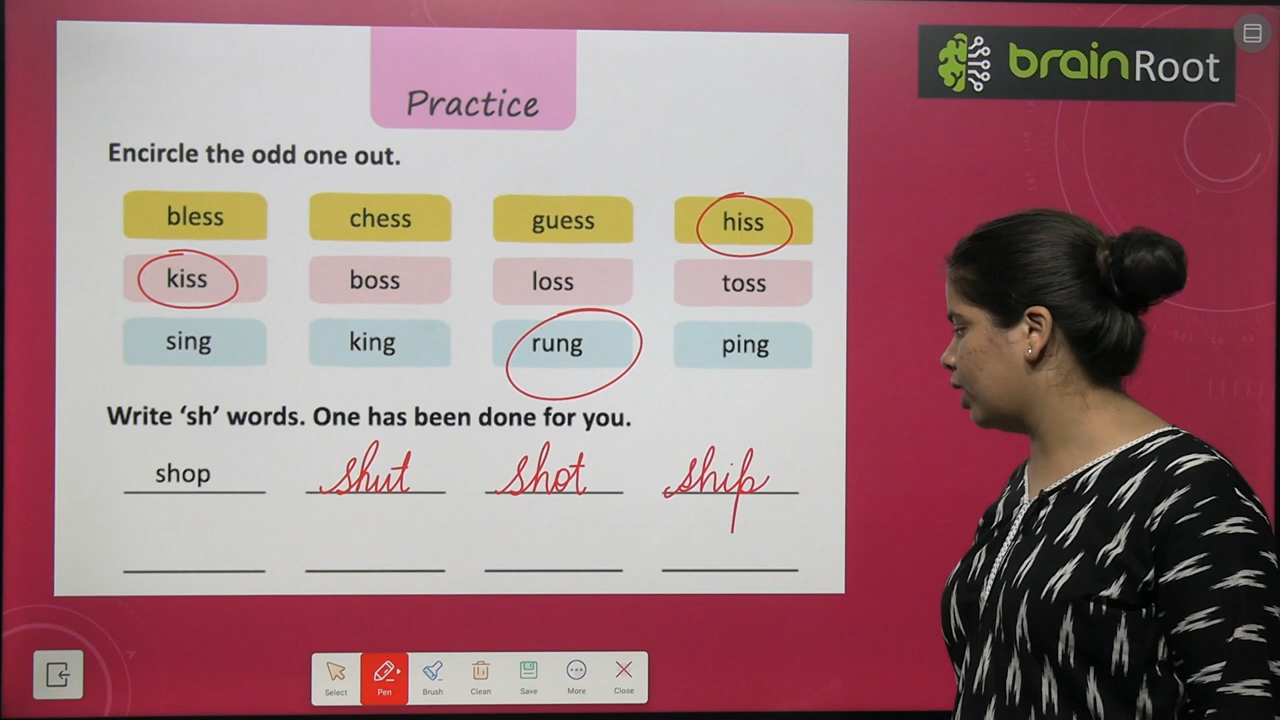 brainRoot
Practice
Encircle the odd one out.
bless chess guess hiss
kiss boss loss toss
sing king rung ping
Write ‘sh’ words. One has been done for you.
shop shut shot ship
Select Pen Brush Clean Save More Close